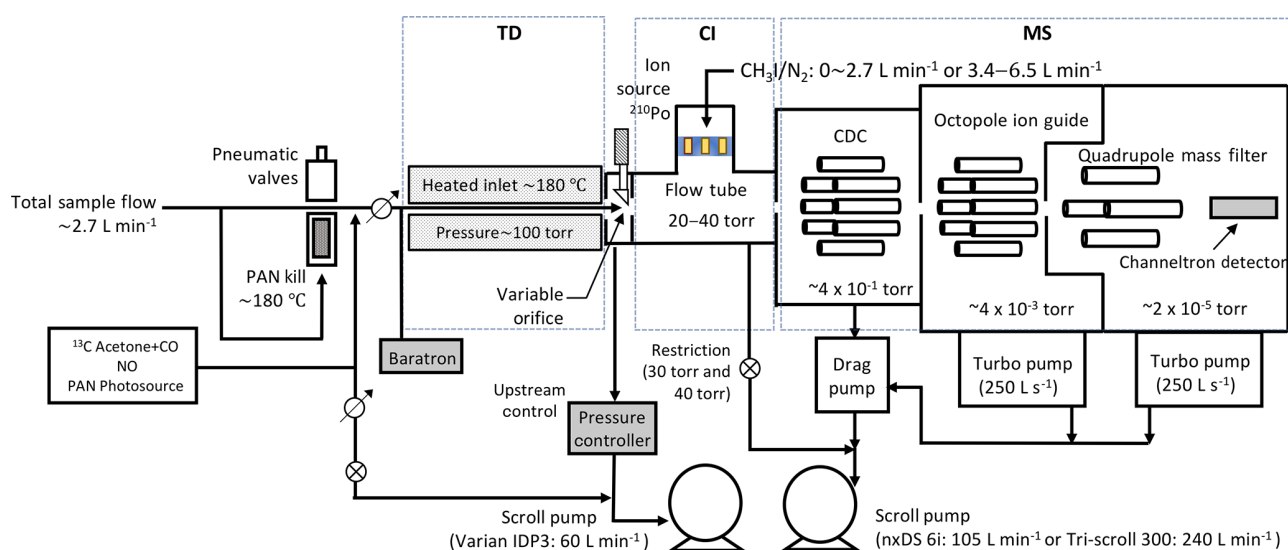 TD
CI
MS
Ion
source
²¹⁰Po
CH₃I/N₂: 0~2.7 L min⁻¹ or 3.4–6.5 L min⁻¹
Pneumatic
valves
Total sample flow
~2.7 L min⁻¹
PAN kill
~180 ℃
Heated inlet ~180 ℃
Pressure~100 torr
Variable
orifice
Flow tube
20–40 torr
CDC
~4 x 10⁻¹ torr
Octopole ion guide
~4 x 10⁻³ torr
Quadrupole mass filter
Channeltron detector
~2 x 10⁻⁵ torr
¹³C Acetone+CO
NO
PAN Photosource
Baratron
Upstream
control
Pressure
controller
Restriction
(30 torr and
40 torr)
Drag
pump
Turbo pump
(250 L s⁻¹)
Turbo pump
(250 L s⁻¹)
Scroll pump
(Varian IDP3: 60 L min⁻¹)
Scroll pump
(nxDS 6i: 105 L min⁻¹ or Tri-scroll 300: 240 L min⁻¹)